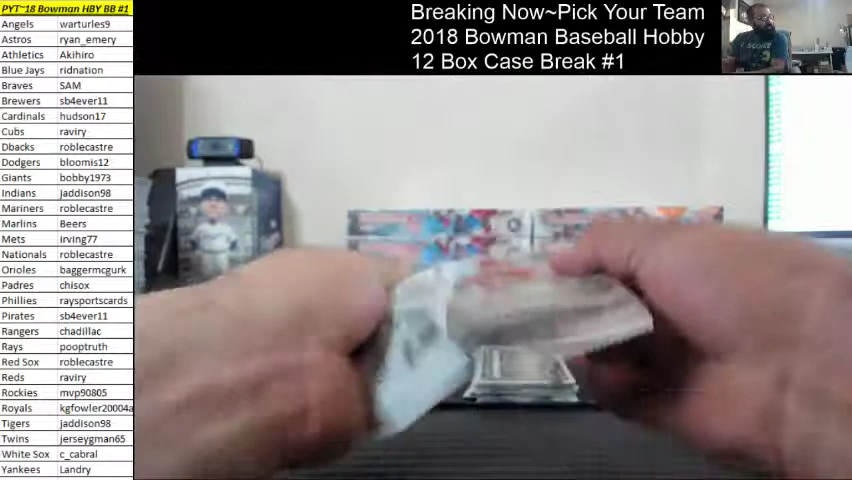 PYT~18 Bowman HBY BB #1
Angels warturles9
Astros ryan_emery
Athletics Akihiro
Blue Jays ridnation
Braves SAM
Brewers sb4ever11
Cardinals hudson17
Cubs raviry
Dbacks roblecastre
Dodgers bloomis12
Giants bobby1973
Indians jaddison98
Mariners roblecastre
Marlins Beers
Mets irving77
Nationals roblecastre
Orioles baggermcgurk
Padres chisox
Phillies raysportscards
Pirates sb4ever11
Rangers chadillac
Rays pooptruth
Red Sox roblecastre
Reds raviry
Rockies mvp90805
Royals kgfowler20004a
Tigers jaddison98
Twins jerseygman65
White Sox c_cabral
Yankees Landry
Breaking Now~Pick Your Team
2018 Bowman Baseball Hobby
12 Box Case Break #1